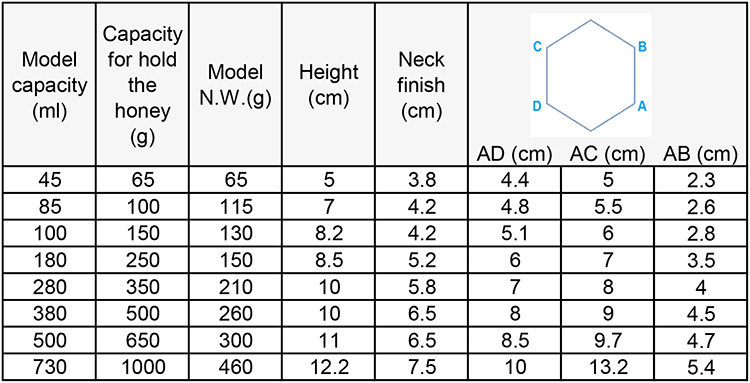 Model capacity (ml)
Capacity for hold the honey (g)
Model N.W.(g)
Height (cm)
Neck finish (cm)
C B
D A
AD (cm) AC (cm) AB (cm)
45 65 65 5 3.8 4.4 5 2.3
85 100 115 7 4.2 4.8 5.5 2.6
100 150 130 8.2 4.2 5.1 6 2.8
180 250 150 8.5 5.2 6 7 3.5
280 350 210 10 5.8 7 8 4
380 500 260 10 6.5 8 9 4.5
500 650 300 11 6.5 8.5 9.7 4.7
730 1000 460 12.2 7.5 10 13.2 5.4